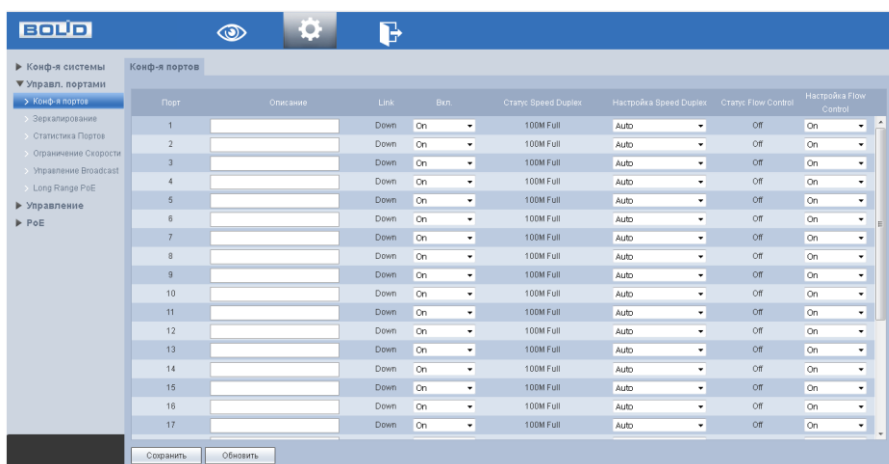 BOLID
Конф-я системы
Управл. портами
Конф-я портов
Зеркалирование
Статистика Портов
Ограничение Скорости
Управление Broadcast
Long Range PoE
Управление
PoE
Конф-я портов
Порт Описание Link Вкл. Статус Speed Duplex Настройка Speed Duplex Статус Flow Control Настройка Flow Control
1 Down On 100M Full Auto Off On
2 Down On 100M Full Auto Off On
3 Down On 100M Full Auto Off On
4 Down On 100M Full Auto Off On
5 Down On 100M Full Auto Off On
6 Down On 100M Full Auto Off On
7 Down On 100M Full Auto Off On
8 Down On 100M Full Auto Off On
9 Down On 100M Full Auto Off On
10 Down On 100M Full Auto Off On
11 Down On 100M Full Auto Off On
12 Down On 100M Full Auto Off On
13 Down On 100M Full Auto Off On
14 Down On 100M Full Auto Off On
15 Down On 100M Full Auto Off On
16 Down On 100M Full Auto Off On
17 Down On 100M Full Auto Off On
Сохранить Обновить